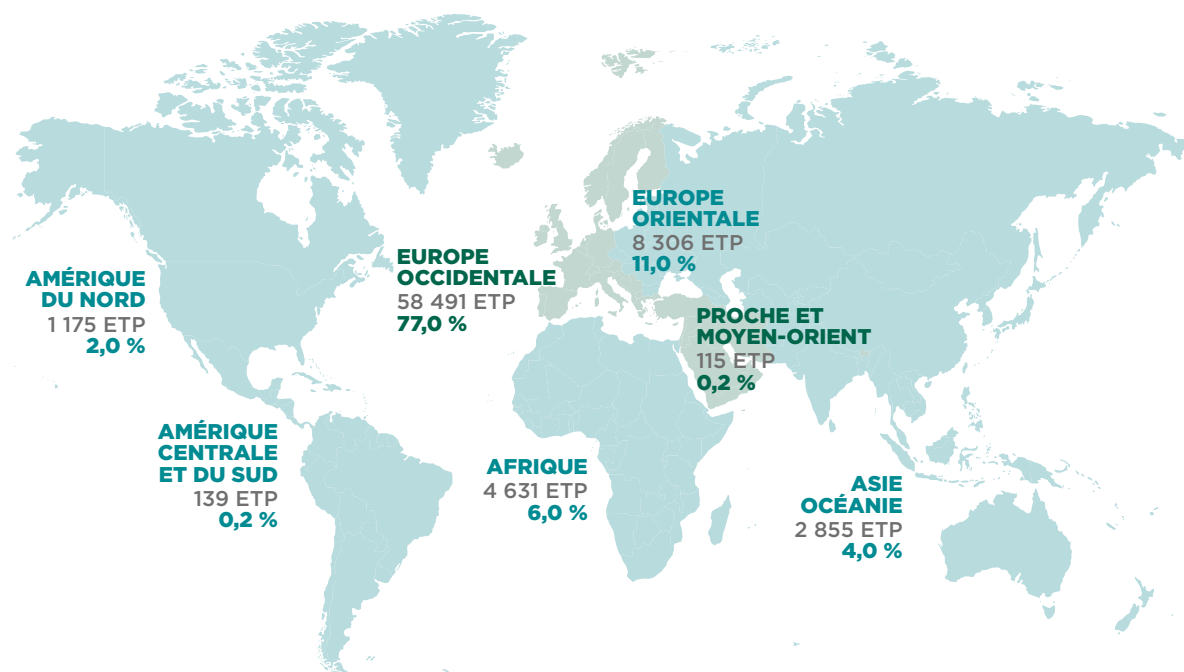 EUROPE
ORIENTALE
8 306 ETP
11,0 %
EUROPE
OCCIDENTALE
58 491 ETP
77,0 %
AMÉRIQUE
DU NORD
1 175 ETP
2,0 %
PROCHE ET
MOYEN-ORIENT
115 ETP
0,2 %
AMÉRIQUE
CENTRALE
ET DU SUD
139 ETP
0,2 %
AFRIQUE
4 631 ETP
6,0 %
ASIE
OCÉANIE
2 855 ETP
4,0 %